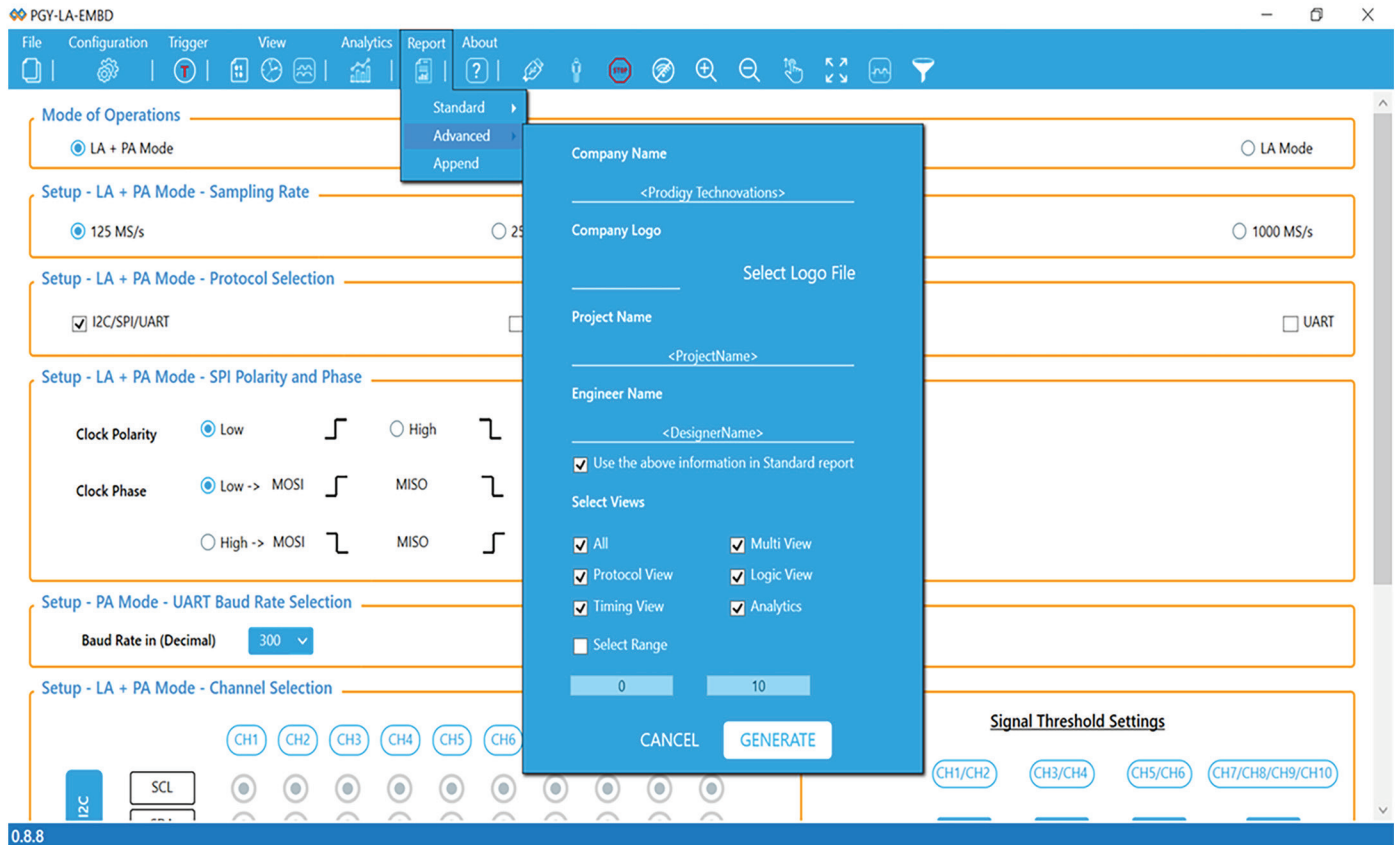 PGY-LA-EMBD
File Configuration Trigger View Analytics Report About
T
?
STOP
Standard
Advanced
Append
Mode of Operations
LA + PA Mode
LA Mode
Setup - LA + PA Mode - Sampling Rate
125 MS/s
25
1000 MS/s
Setup - LA + PA Mode - Protocol Selection
I2C/SPI/UART
UART
Setup - LA + PA Mode - SPI Polarity and Phase
Clock Polarity Low High
Clock Phase Low -> MOSI MISO
High -> MOSI MISO
Setup - PA Mode - UART Baud Rate Selection
Baud Rate in (Decimal) 300
Setup - LA + PA Mode - Channel Selection
CH1 CH2 CH3 CH4 CH5 CH6
I2C
SCL
Company Name
<Prodigy Technovations>
Company Logo
Select Logo File
Project Name
<ProjectName>
Engineer Name
<DesignerName>
Use the above information in Standard report
Select Views
All Multi View
Protocol View Logic View
Timing View Analytics
Select Range
0 10
CANCEL GENERATE
Signal Threshold Settings
CH1/CH2 CH3/CH4 CH5/CH6 CH7/CH8/CH9/CH10
0.8.8